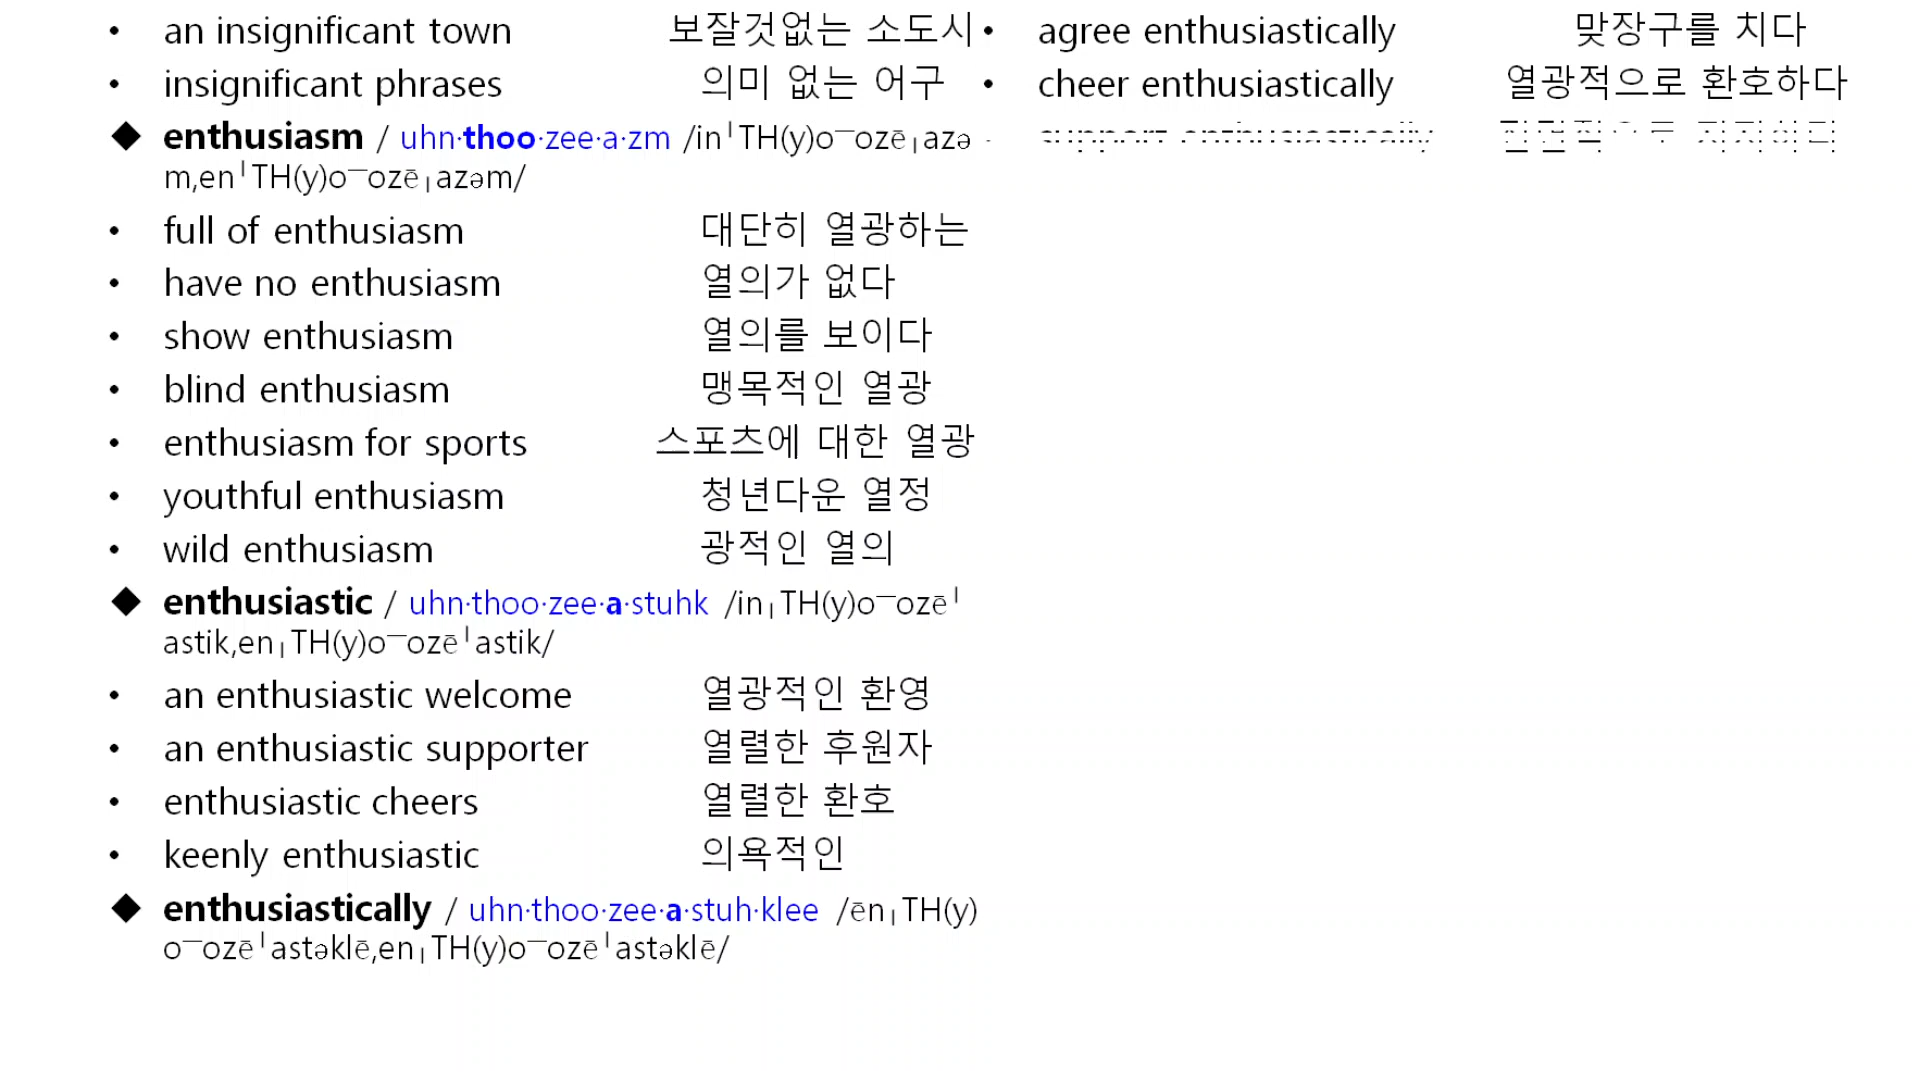 • an insignificant town 보잘것없는 소도시
• insignificant phrases 의미 없는 어구
◆ enthusiasm / uhn·thoo·zee·a·zm /inˈTH(y)o͞ozēˌazə
m,enˈTH(y)o͞ozēˌazəm/
• full of enthusiasm 대단히 열광하는
• have no enthusiasm 열의가 없다
• show enthusiasm 열의를 보이다
• blind enthusiasm 맹목적인 열광
• enthusiasm for sports 스포츠에 대한 열광
• youthful enthusiasm 청년다운 열정
• wild enthusiasm 광적인 열의
◆ enthusiastic / uhn·thoo·zee·a·stuhk /inˌTH(y)o͞ozēˈ
astik,enˌTH(y)o͞ozēˈastik/
• an enthusiastic welcome 열광적인 환영
• an enthusiastic supporter 열렬한 후원자
• enthusiastic cheers 열렬한 환호
• keenly enthusiastic 의욕적인
◆ enthusiastically / uhn·thoo·zee·a·stuh·klee /ēnˌTH(y)
o͞ozēˈastəklē,enˌTH(y)o͞ozēˈastəklē/
• agree enthusiastically 맞장구를 치다
• cheer enthusiastically 열광적으로 환호하다
support enthusiastically